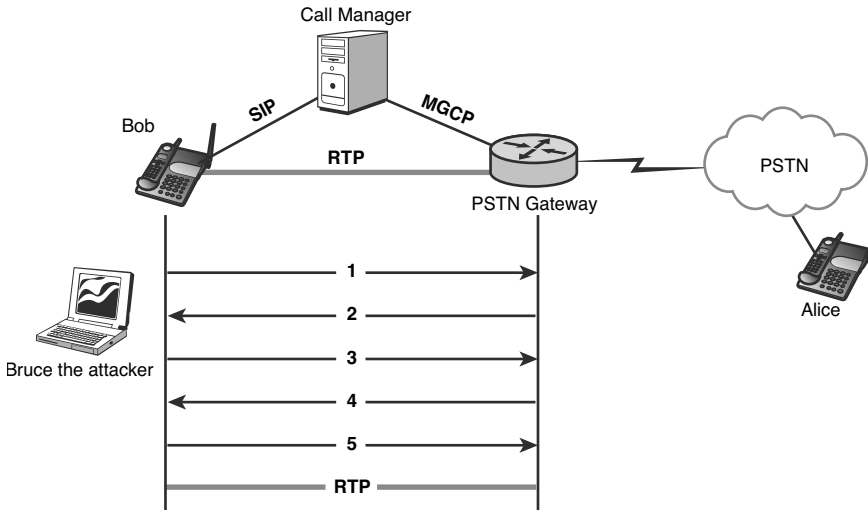 Call Manager
SIP
MGCP
Bob
RTP
PSTN Gateway
PSTN
Alice
Bruce the attacker
1
2
3
4
5
RTP